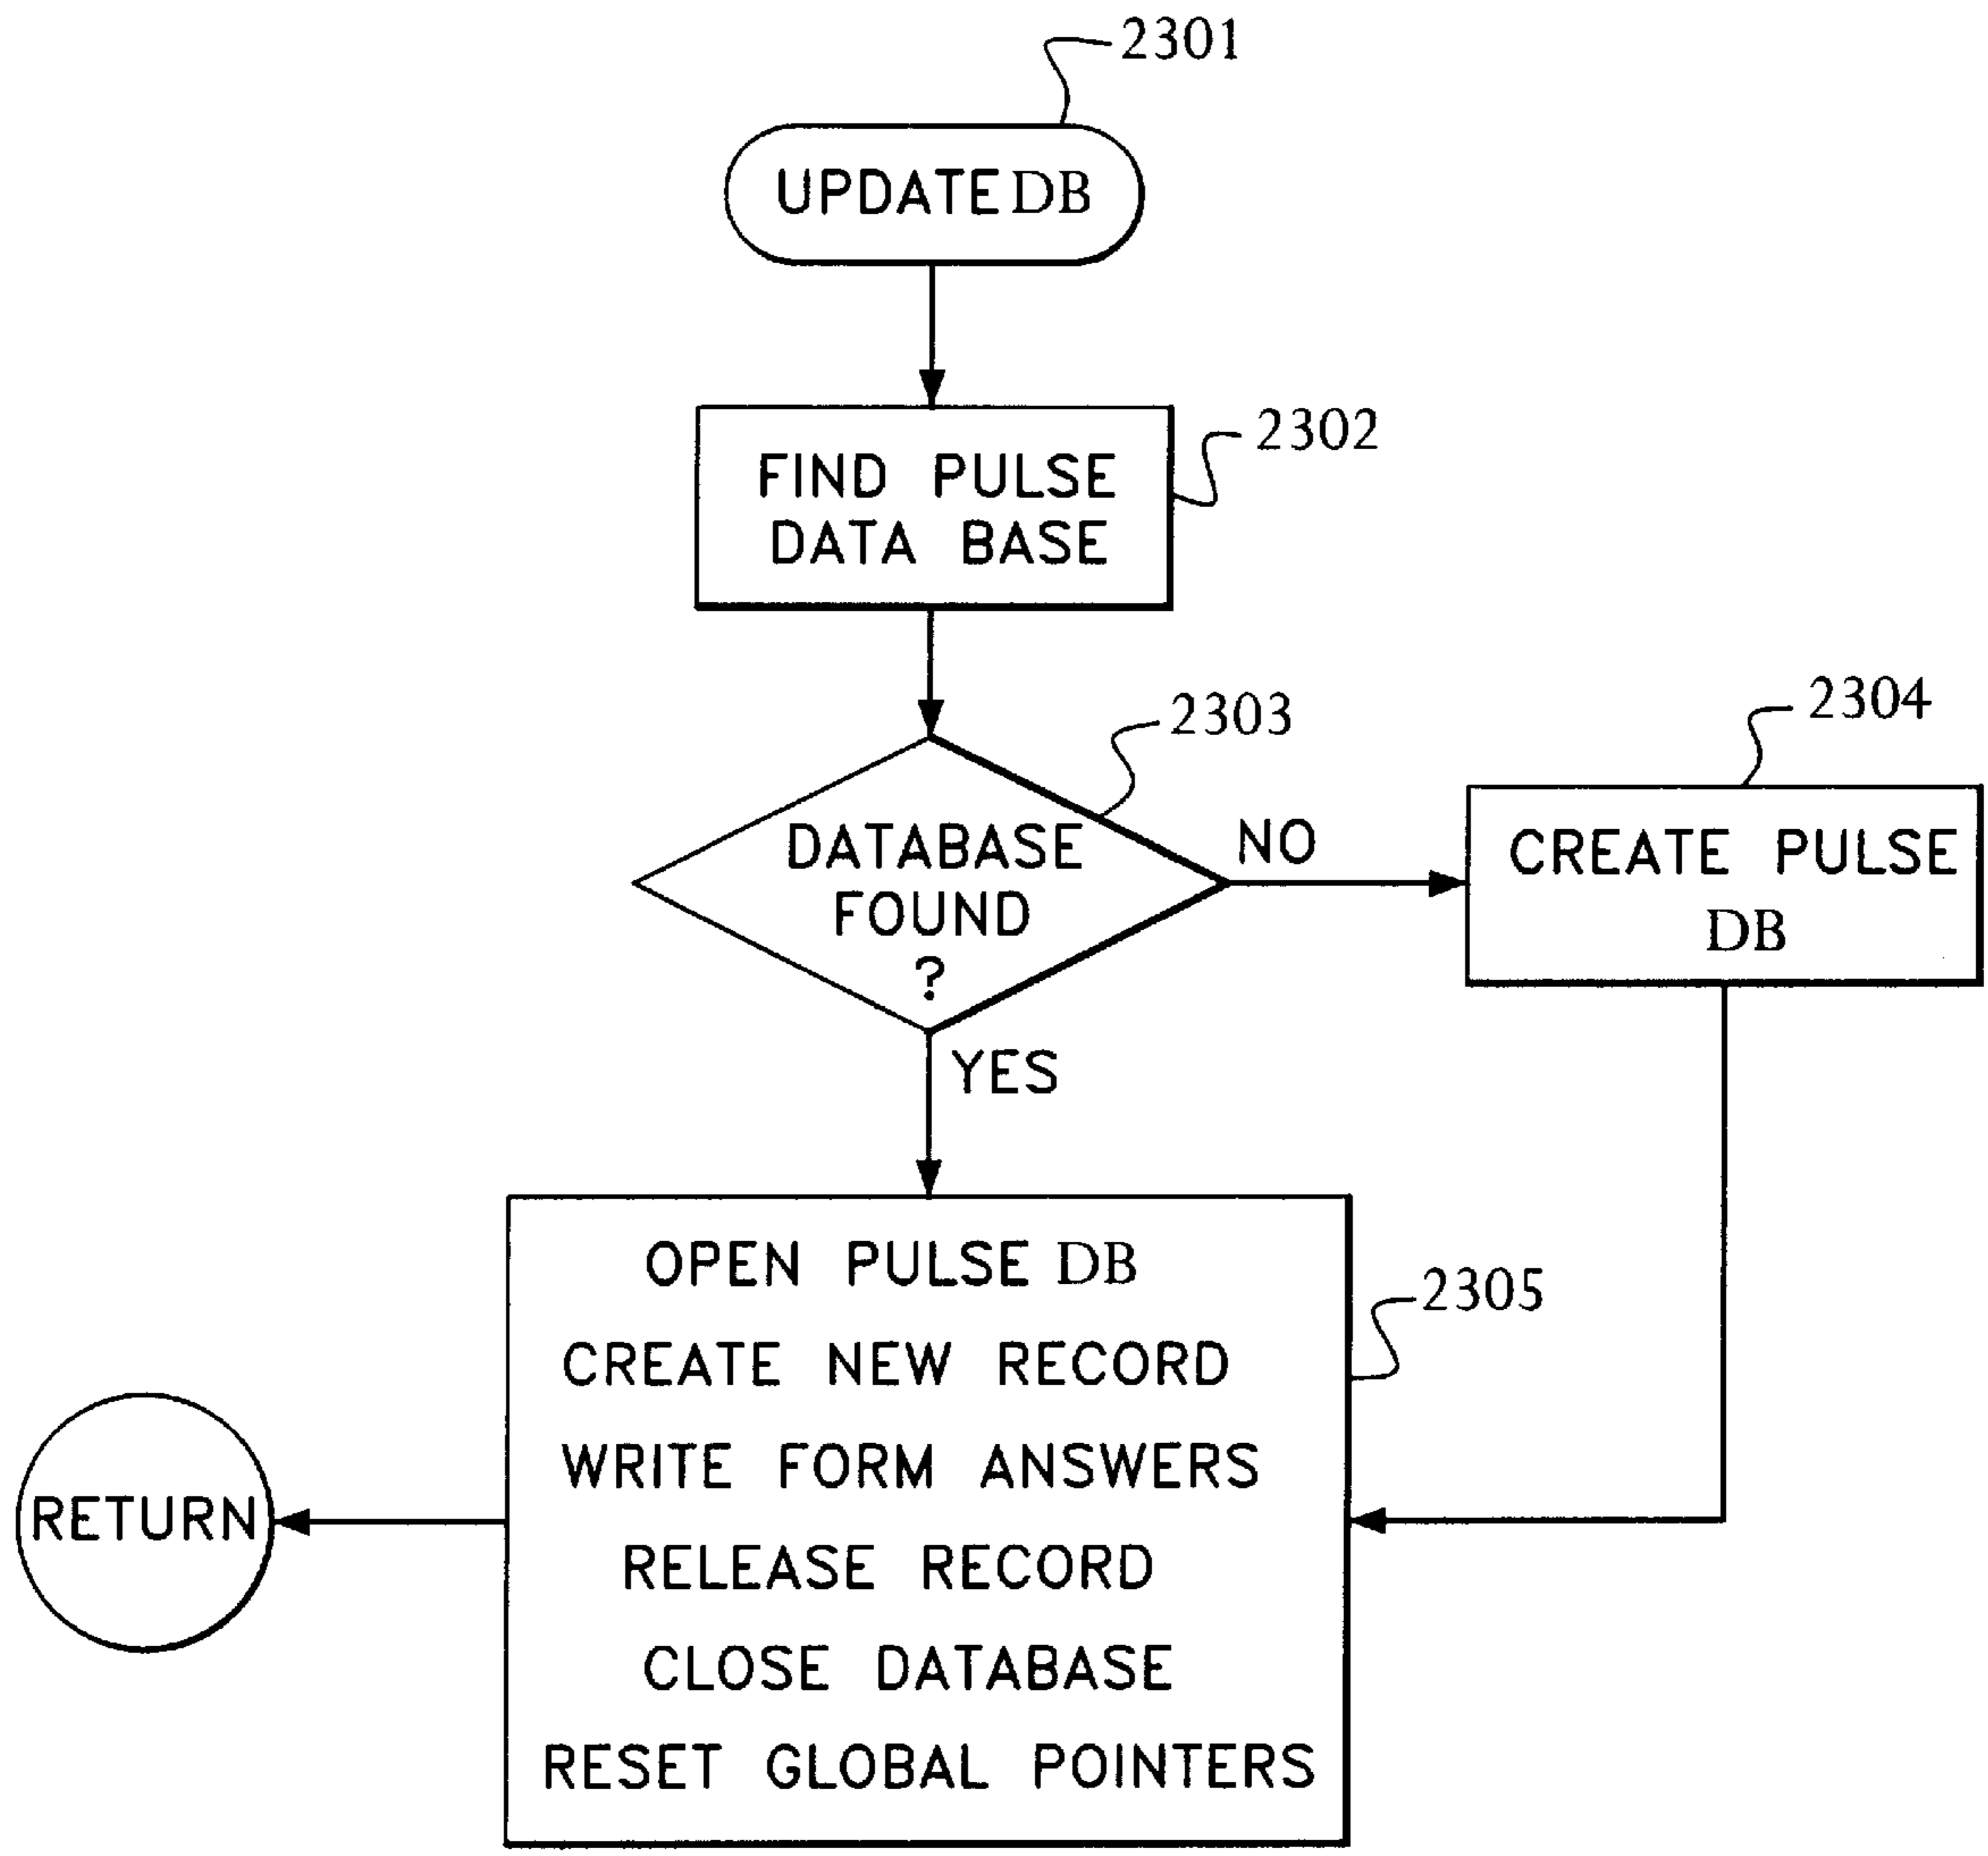 2301
UPDATE DB
2302
FIND PULSE
DATA BASE
2303
DATABASE
FOUND
?
NO
2304
CREATE PULSE
DB
YES
2305
OPEN PULSE DB
CREATE NEW RECORD
WRITE FORM ANSWERS
RELEASE RECORD
CLOSE DATABASE
RESET GLOBAL POINTERS
RETURN